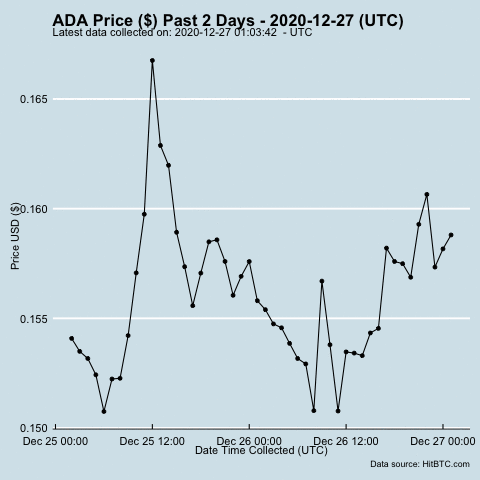 ADA Price ($) Past 2 Days - 2020-12-27 (UTC)
Latest data collected on: 2020-12-27 01:03:42  - UTC
0.165
0.160
0.155
0.150
Price USD ($)
Dec 25 00:00 Dec 25 12:00 Dec 26 00:00 Dec 26 12:00 Dec 27 00:00
Date Time Collected (UTC)
Data source: HitBTC.com